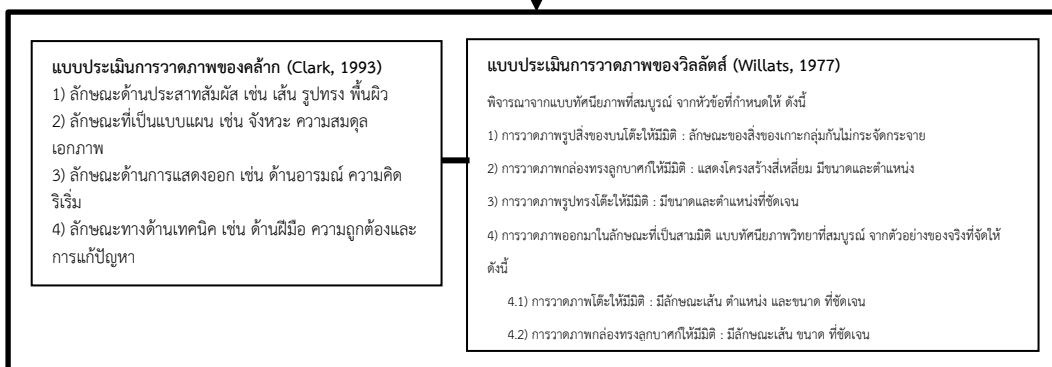 แบบประเมินการวาดภาพของคล้าก (Clark, 1993)
1) ลักษณะด้านประสาทสัมผัส เช่น เส้น รูปทรง พื้นผิว
2) ลักษณะที่เป็นแบบแผน เช่น จังหวะ ความสมดุล
เอกภาพ
3) ลักษณะด้านการแสดงออก เช่น ด้านอารมณ์ ความคิด
ริเริ่ม
4) ลักษณะทางด้านเทคนิค เช่น ด้านฝีมือ ความถูกต้องและ
การแก้ปัญหา
แบบประเมินการวาดภาพของวิลลัตส์ (Willats, 1977)
พิจารณาจากแบบทัศนียภาพที่สมบูรณ์ จากหัวข้อที่กำหนดให้ ดังนี้
1) การวาดภาพรูปสิ่งของบนโต๊ะให้มีมิติ : ลักษณะของสิ่งของเกาะกลุ่มกันไม่กระจัดกระจาย
2) การวาดภาพกล่องทรงลูกบาศก์ให้มีมิติ : แสดงโครงสร้างสี่เหลี่ยม มีขนาดและตำแหน่ง
3) การวาดภาพรูปทรงโต๊ะให้มีมิติ : มีขนาดและตำแหน่งที่ชัดเจน
4) การวาดภาพออกมาในลักษณะที่เป็นสามมิติ แบบทัศนียภาพวิทยาที่สมบูรณ์ จากตัวอย่างของจริงที่จัดให้
ดังนี้
4.1) การวาดภาพโต๊ะให้มีมิติ : มีลักษณะเส้น ตำแหน่ง และขนาด ที่ชัดเจน
4.2) การวาดภาพกล่องทรงลูกบาศก์ให้มีมิติ : มีลักษณะเส้น ขนาด ที่ชัดเจน